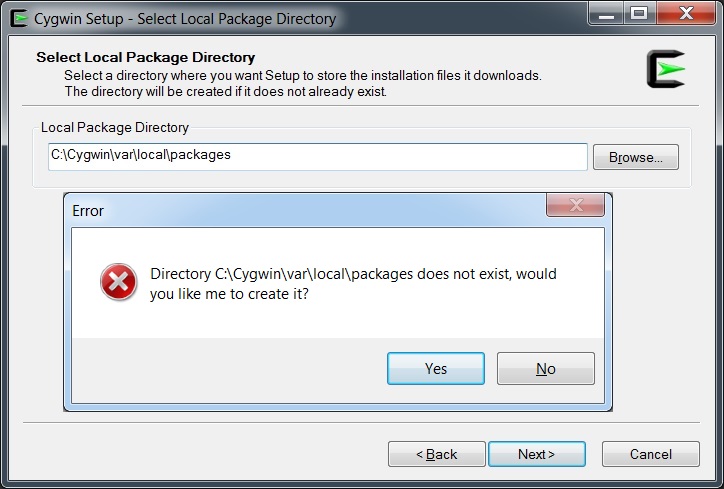 Cygwin Setup - Select Local Package Directory
Select Local Package Directory
Select a directory where you want Setup to store the installation files it downloads.
The directory will be created if it does not already exist.
Local Package Directory
C:\Cygwin\var\local\packages
Browse...
Error
Directory C:\Cygwin\var\local\packages does not exist, would
you like me to create it?
Yes
No
< Back
Next >
Cancel